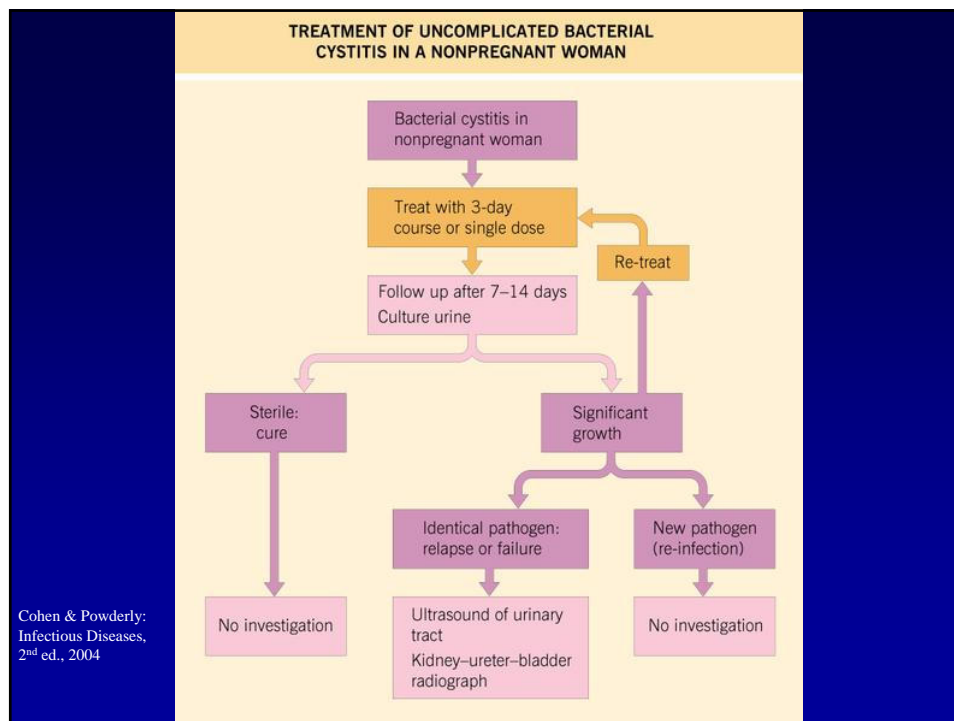 TREATMENT OF UNCOMPLICATED BACTERIAL
CYSTITIS IN A NONPREGNANT WOMAN
Bacterial cystitis in
nonpregnant woman
Treat with 3-day
course or single dose
Re-treat
Follow up after 7–14 days
Culture urine
Sterile:
cure
Significant
growth
Identical pathogen:
relapse or failure
New pathogen
(re-infection)
No investigation
Ultrasound of urinary
tract
Kidney–ureter–bladder
radiograph
No investigation
Cohen & Powderly:
Infectious Diseases,
2nd ed., 2004